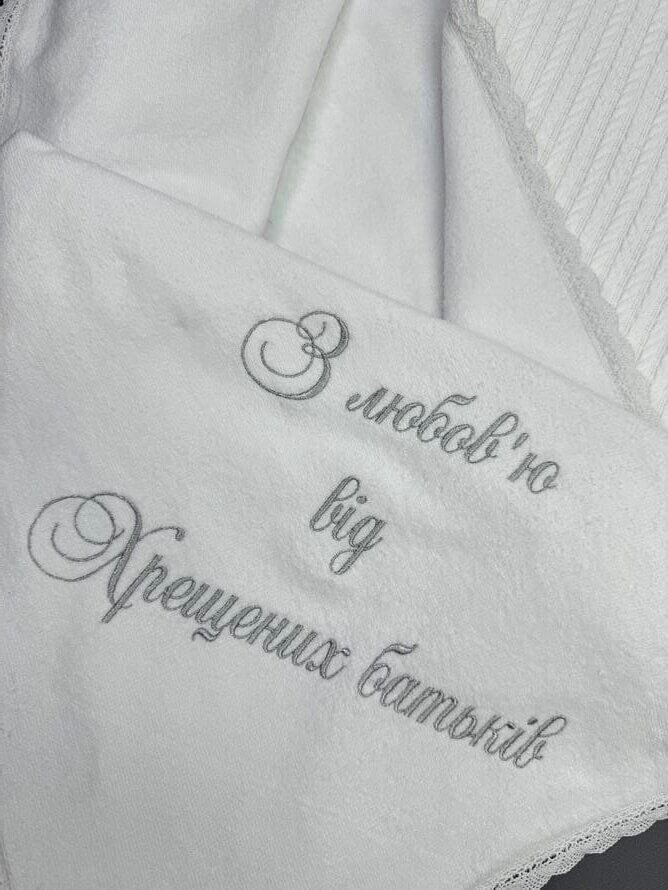 З любов'ю
від
Хрещених батьків